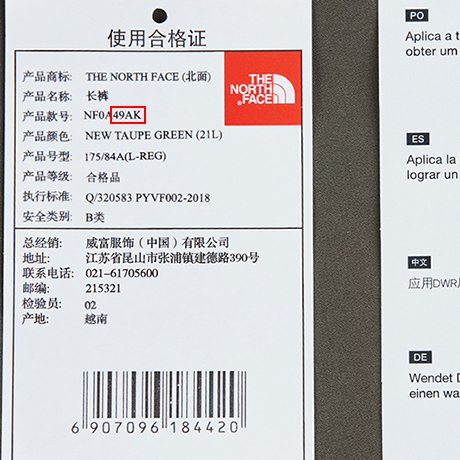 使用合格证
THE
NORTH
FACE
产品商标: THE NORTH FACE (北面)
产品名称: 长裤
产品款号: NF0A49AK
产品颜色: NEW TAUPE GREEN (21L)
产品号型: 175/84A(L-REG)
产品等级: 合格品
执行标准: Q/320583 PYVF002-2018
安全类别: B类
总经销: 威富服饰（中国）有限公司
地址: 江苏省昆山市张浦镇建德路390号
联系电话: 021-61705600
邮编: 215321
检验员: 02
产地: 越南
6 907096 184420
PO
Aplica a t
obter um
ES
Aplica la
lograr un
中文
应用DWR
DE
Wendet D
einen wa